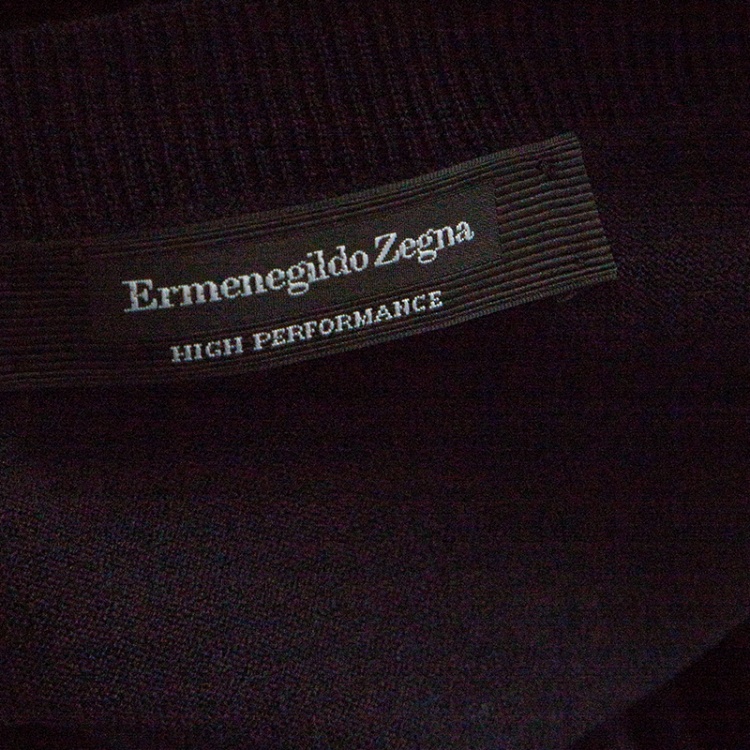 Ermenegildo Zegna
HIGH PERFORMANCE